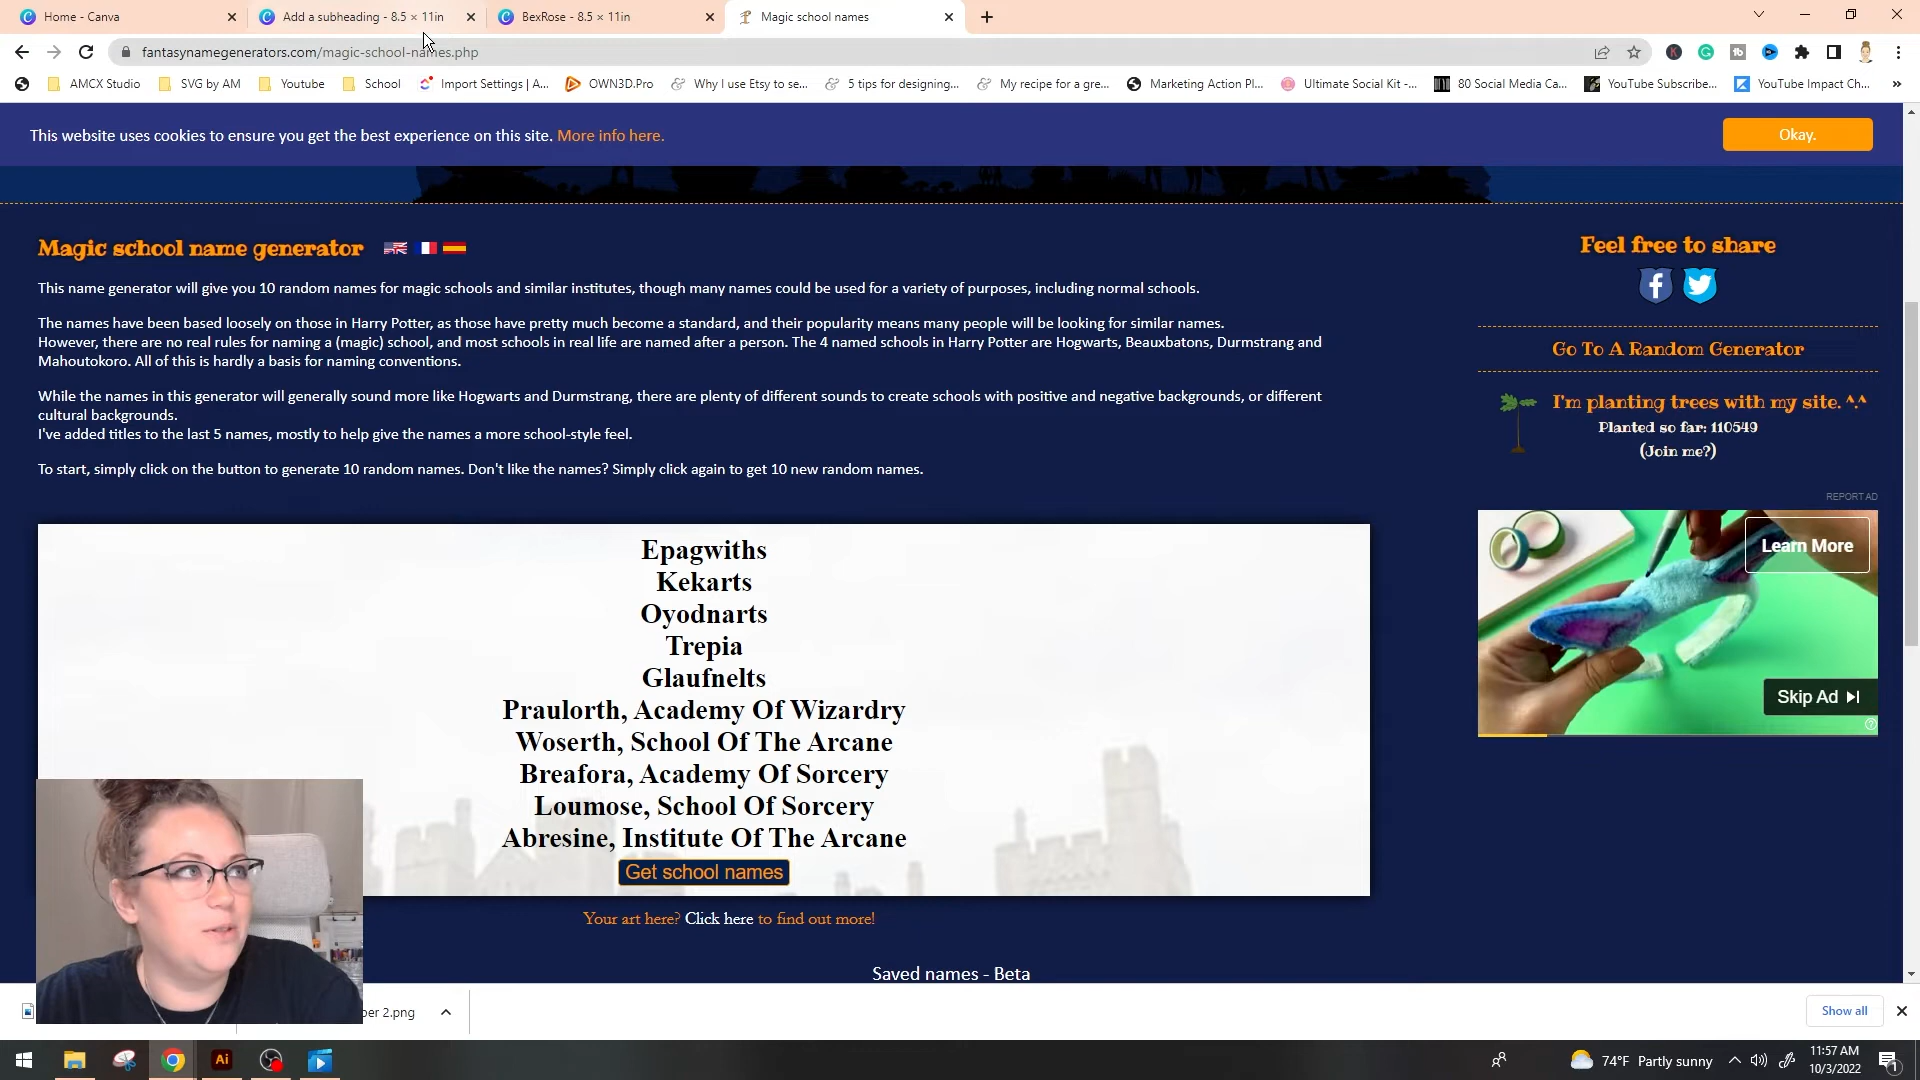 Home - Canva
Add a subheading - 8.5 × 11in
BexRose - 8.5 × 11in
Magic school names
fantasynamegenerators.com/magic-school-names.php
AMCX Studio
SVG by AM
Youtube
School
Import Settings | A...
OWN3D.Pro
Why I use Etsy to se...
5 tips for designing...
My recipe for a gre...
Marketing Action Pl...
Ultimate Social Kit -...
80 Social Media Ca...
YouTube Subscribe...
YouTube Impact Ch...
This website uses cookies to ensure you get the best experience on this site. More info here.
Okay.
Magic school name generator
This name generator will give you 10 random names for magic schools and similar institutes, though many names could be used for a variety of purposes, including normal schools.
The names have been based loosely on those in Harry Potter, as those have pretty much become a standard, and their popularity means many people will be looking for similar names.
However, there are no real rules for naming a (magic) school, and most schools in real life are named after a person. The 4 named schools in Harry Potter are Hogwarts, Beauxbatons, Durmstrang and
Mahoutokoro. All of this is hardly a basis for naming conventions.
While the names in this generator will generally sound more like Hogwarts and Durmstrang, there are plenty of different sounds to create schools with positive and negative backgrounds, or different
cultural backgrounds.
I've added titles to the last 5 names, mostly to help give the names a more school-style feel.
To start, simply click on the button to generate 10 random names. Don't like the names? Simply click again to get 10 new random names.
Epagwiths
Kekarts
Oyodnarts
Trepia
Glaufnelts
Praulorth, Academy Of Wizardry
Woserth, School Of The Arcane
Breafora, Academy Of Sorcery
Loumose, School Of Sorcery
Abresine, Institute Of The Arcane
Get school names
Your art here? Click here to find out more!
Saved names - Beta
Feel free to share
Go To A Random Generator
I'm planting trees with my site. ^.^
Planted so far: 110549
(Join me?)
REPORT AD
Learn More
Skip Ad
per 2.png
Show all
Ai
74°F Partly sunny
11:57 AM
10/3/2022
1